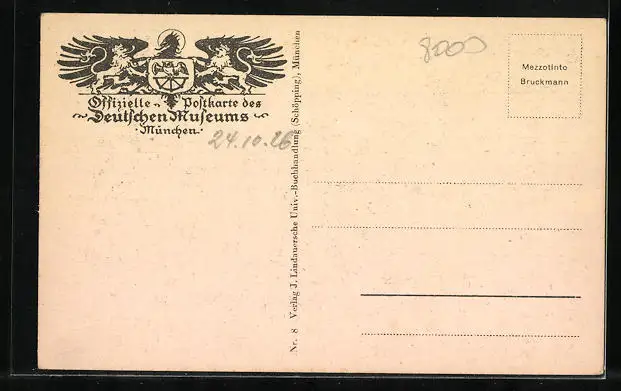 Offizielle Postkarte des
Deutschen Museums
· München ·
24.10.26
Nr. 8 Verlag J. Lindauersche Univ.-Buchhandlung (Schöpping), München
8000
Mezzotinto
Bruckmann